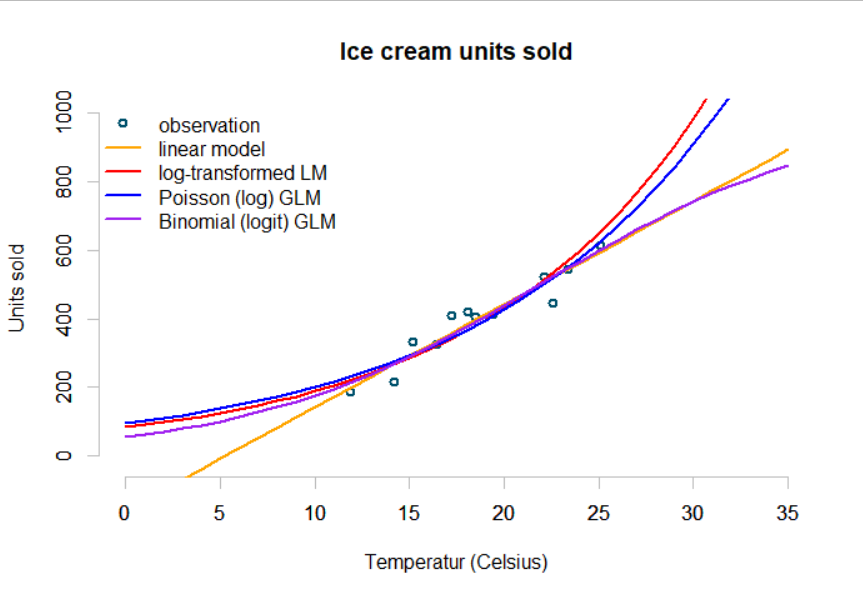 Ice cream units sold
observation
linear model
log-transformed LM
Poisson (log) GLM
Binomial (logit) GLM
Units sold
1000
800
600
400
200
0
0 5 10 15 20 25 30 35
Temperatur (Celsius)